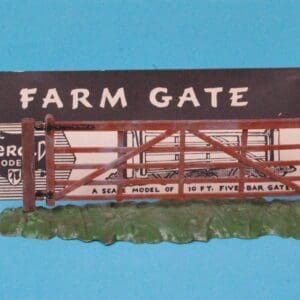 FARM GATE
A SCALE MODEL OF 10 FT. FIVE BAR GATE